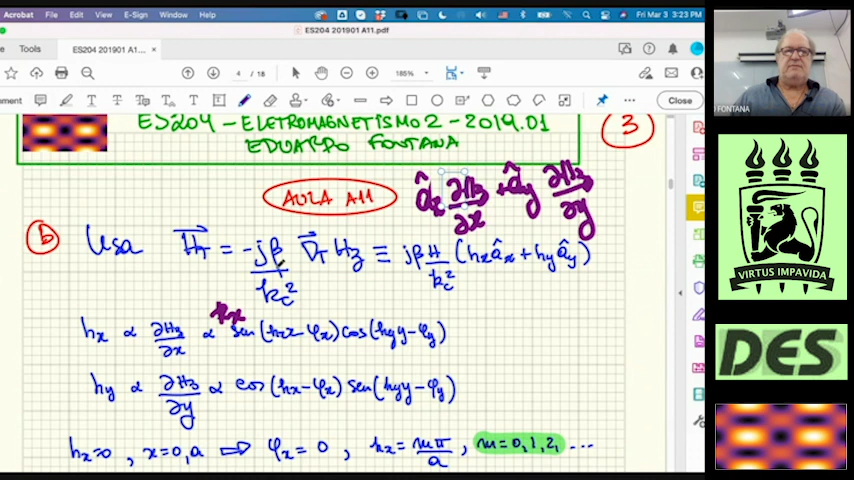 Acrobat File Edit View E-Sign Window Help Fri Mar 3 3:23 PM
ES204 201901 A11.pdf
Tools ES204 201901 A11.pdf ×
4 / 16 185%
Close
ES204 - ELETROMAGNETISMO 2 - 2019.01
EDUARDO FONTANA
3
AULA A11
âx ∂Hz/∂x + ây ∂Hz/∂y
b Usa H⃗T = -jβ/kc² ∇⃗T Hz ≡ jβ H/kc² (hx âx + hy ây)
kx
hx ∝ ∂Hz/∂x ∝ sen(kxx - φx) cos(kyy - φy)
hy ∝ ∂Hz/∂y ∝ cos(kx - φx) sen(kyy - φy)
hx=0, x=0,a ⇒ φx = 0, kx = mπ/a, m=0,1,2, ...
FONTANA
VIRTUS IMPAVIDA
DES